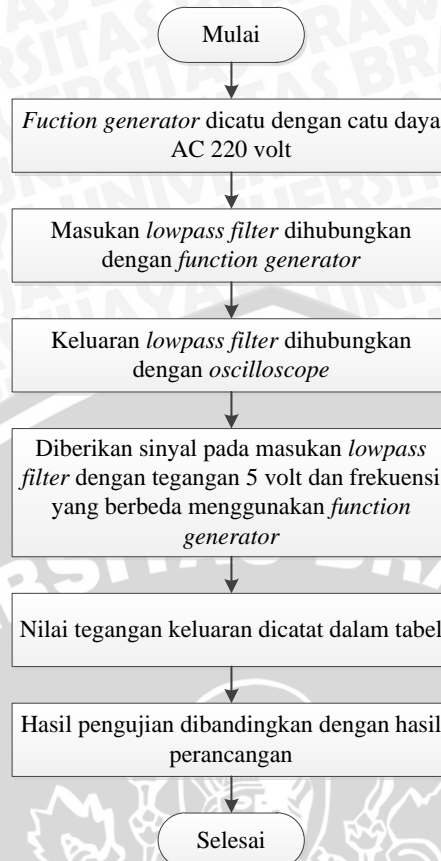 Mulai
Fuction generator dicatu dengan catu daya
AC 220 volt
Masukan lowpass filter dihubungkan
dengan function generator
Keluaran lowpass filter dihubungkan
dengan oscilloscope
Diberikan sinyal pada masukan lowpass
filter dengan tegangan 5 volt dan frekuensi
yang berbeda menggunakan function
generator
Nilai tegangan keluaran dicatat dalam tabel
Hasil pengujian dibandingkan dengan hasil
perancangan
Selesai